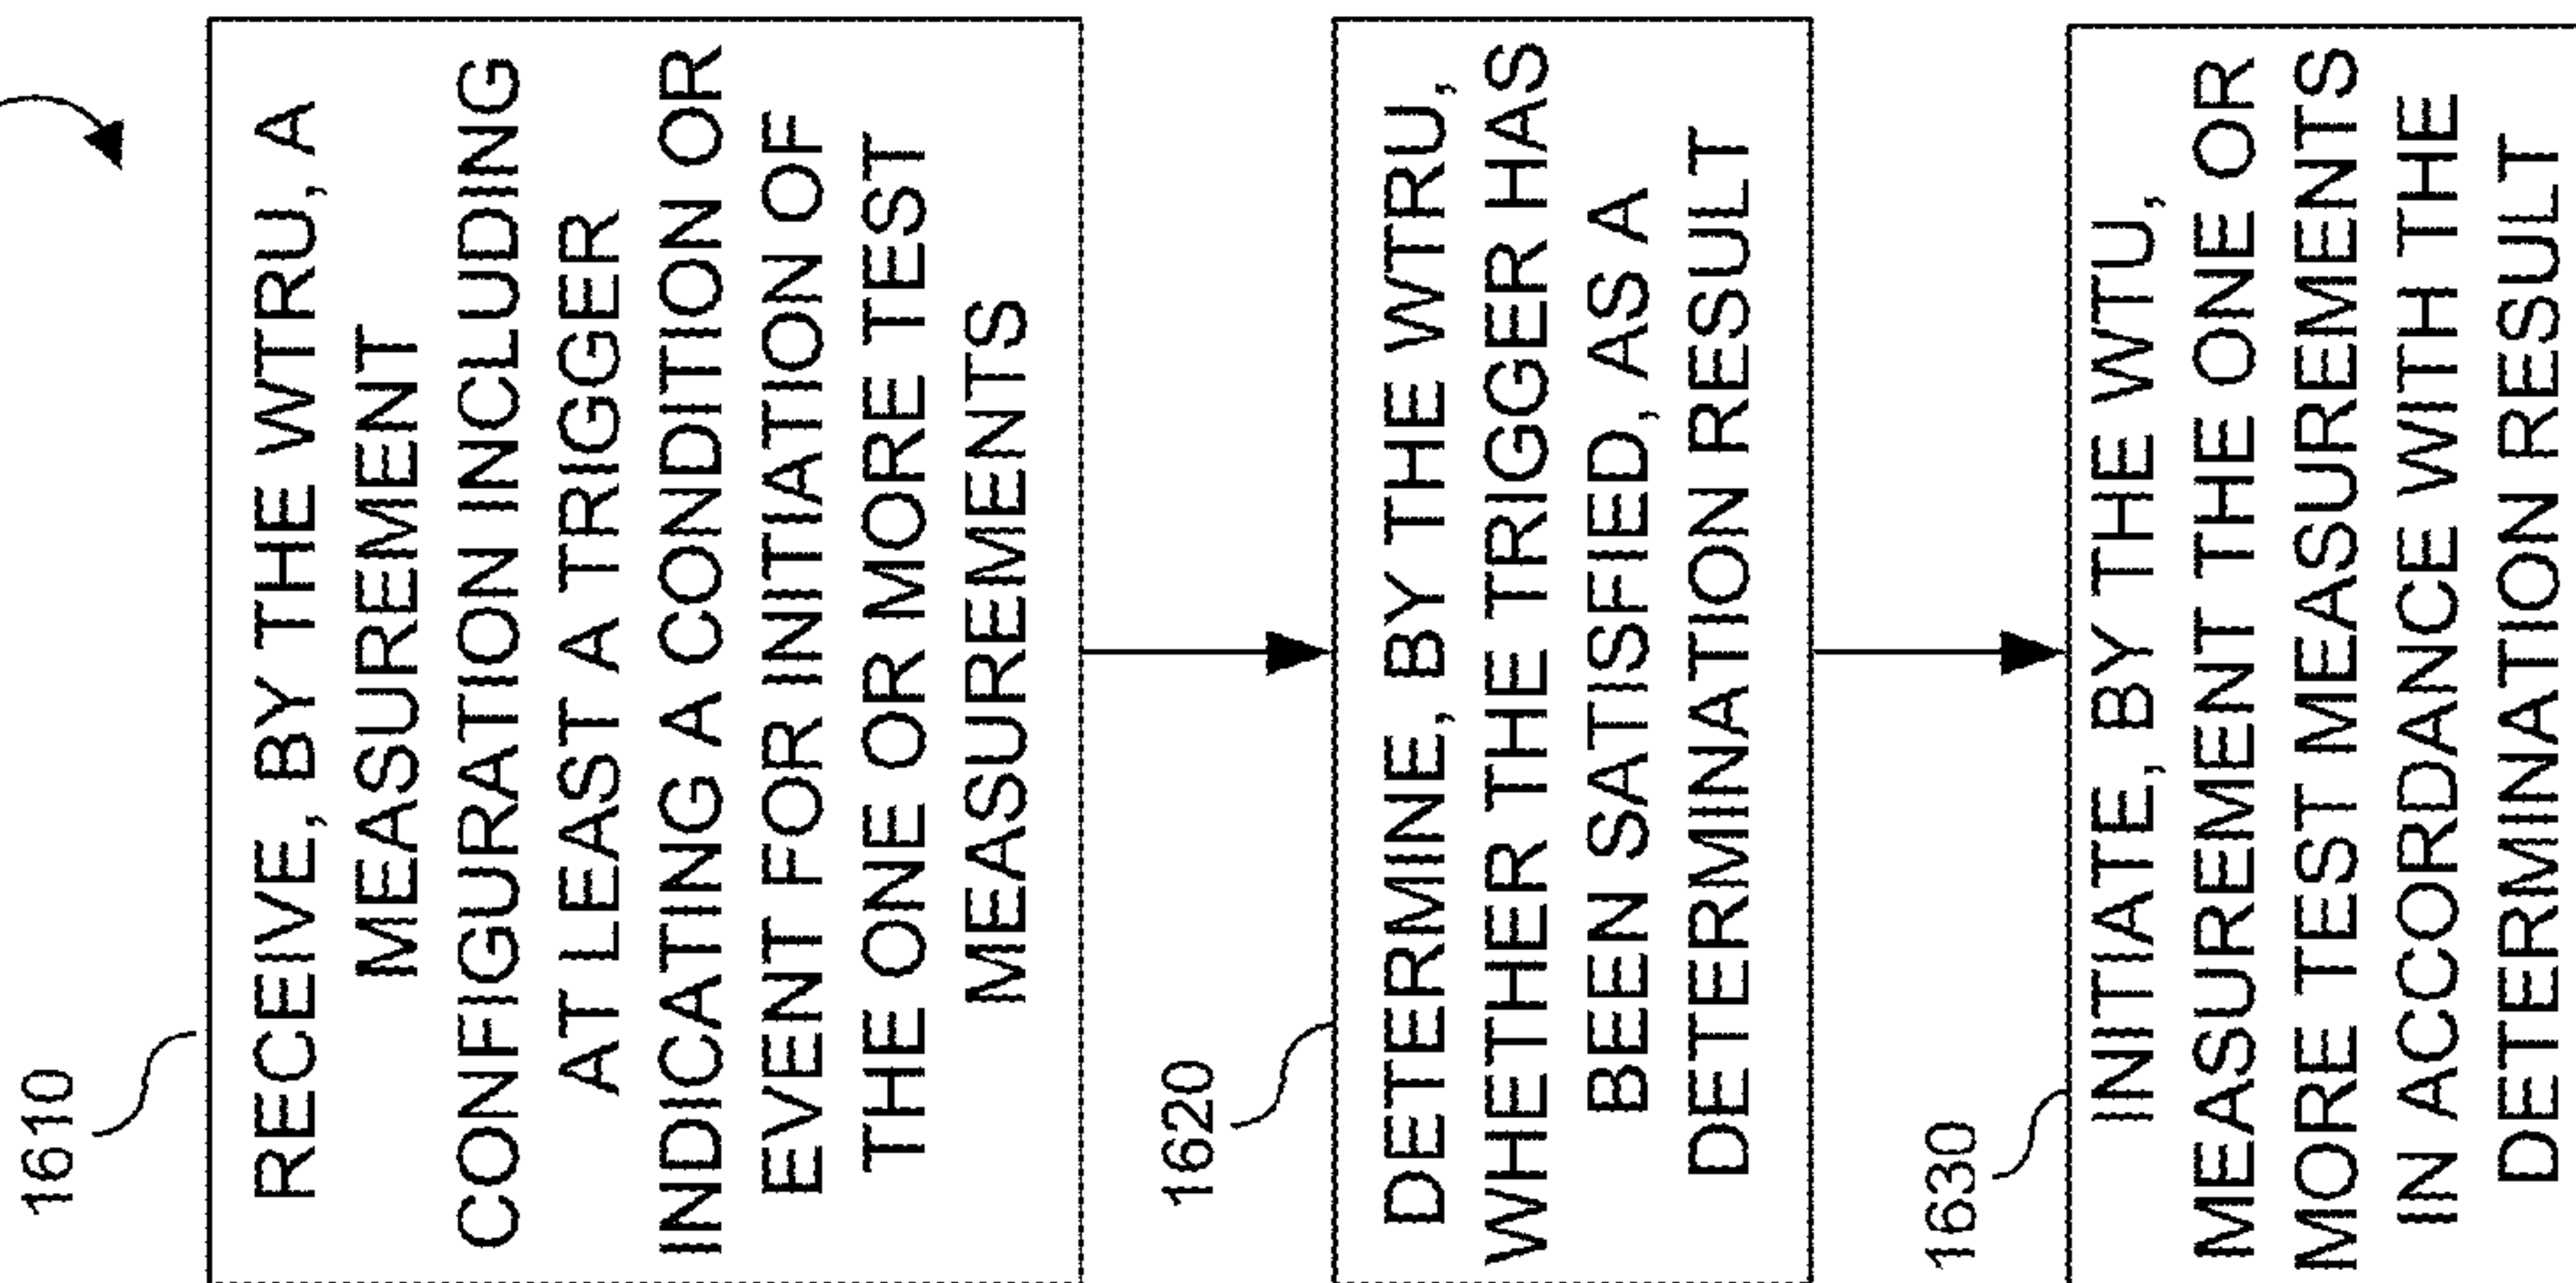 1610
RECEIVE, BY THE WTRU, A
MEASUREMENT
CONFIGURATION INCLUDING
AT LEAST A TRIGGER
INDICATING A CONDITION OR
EVENT FOR INITIATION OF
THE ONE OR MORE TEST
MEASUREMENTS
1620
DETERMINE, BY THE WTRU,
WHETHER THE TRIGGER HAS
BEEN SATISFIED, AS A
DETERMINATION RESULT
1630
INITIATE, BY THE WTU,
MEASUREMENT THE ONE OR
MORE TEST MEASUREMENTS
IN ACCORDANCE WITH THE
DETERMINATION RESULT